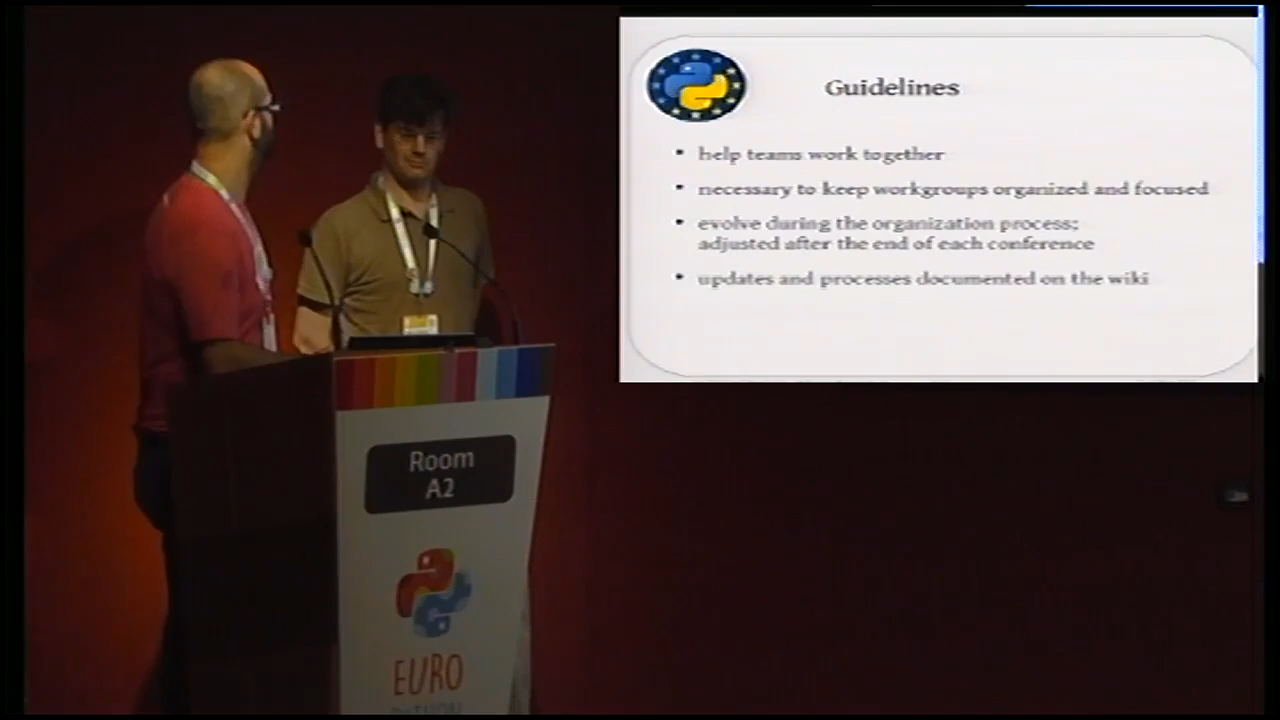 Guidelines
• help teams work together
• necessary to keep workgroups organized and focused
• evolve during the organization process;
adjusted after the end of each conference
• updates and processes documented on the wiki
Room
A2
EURO
PYTHON